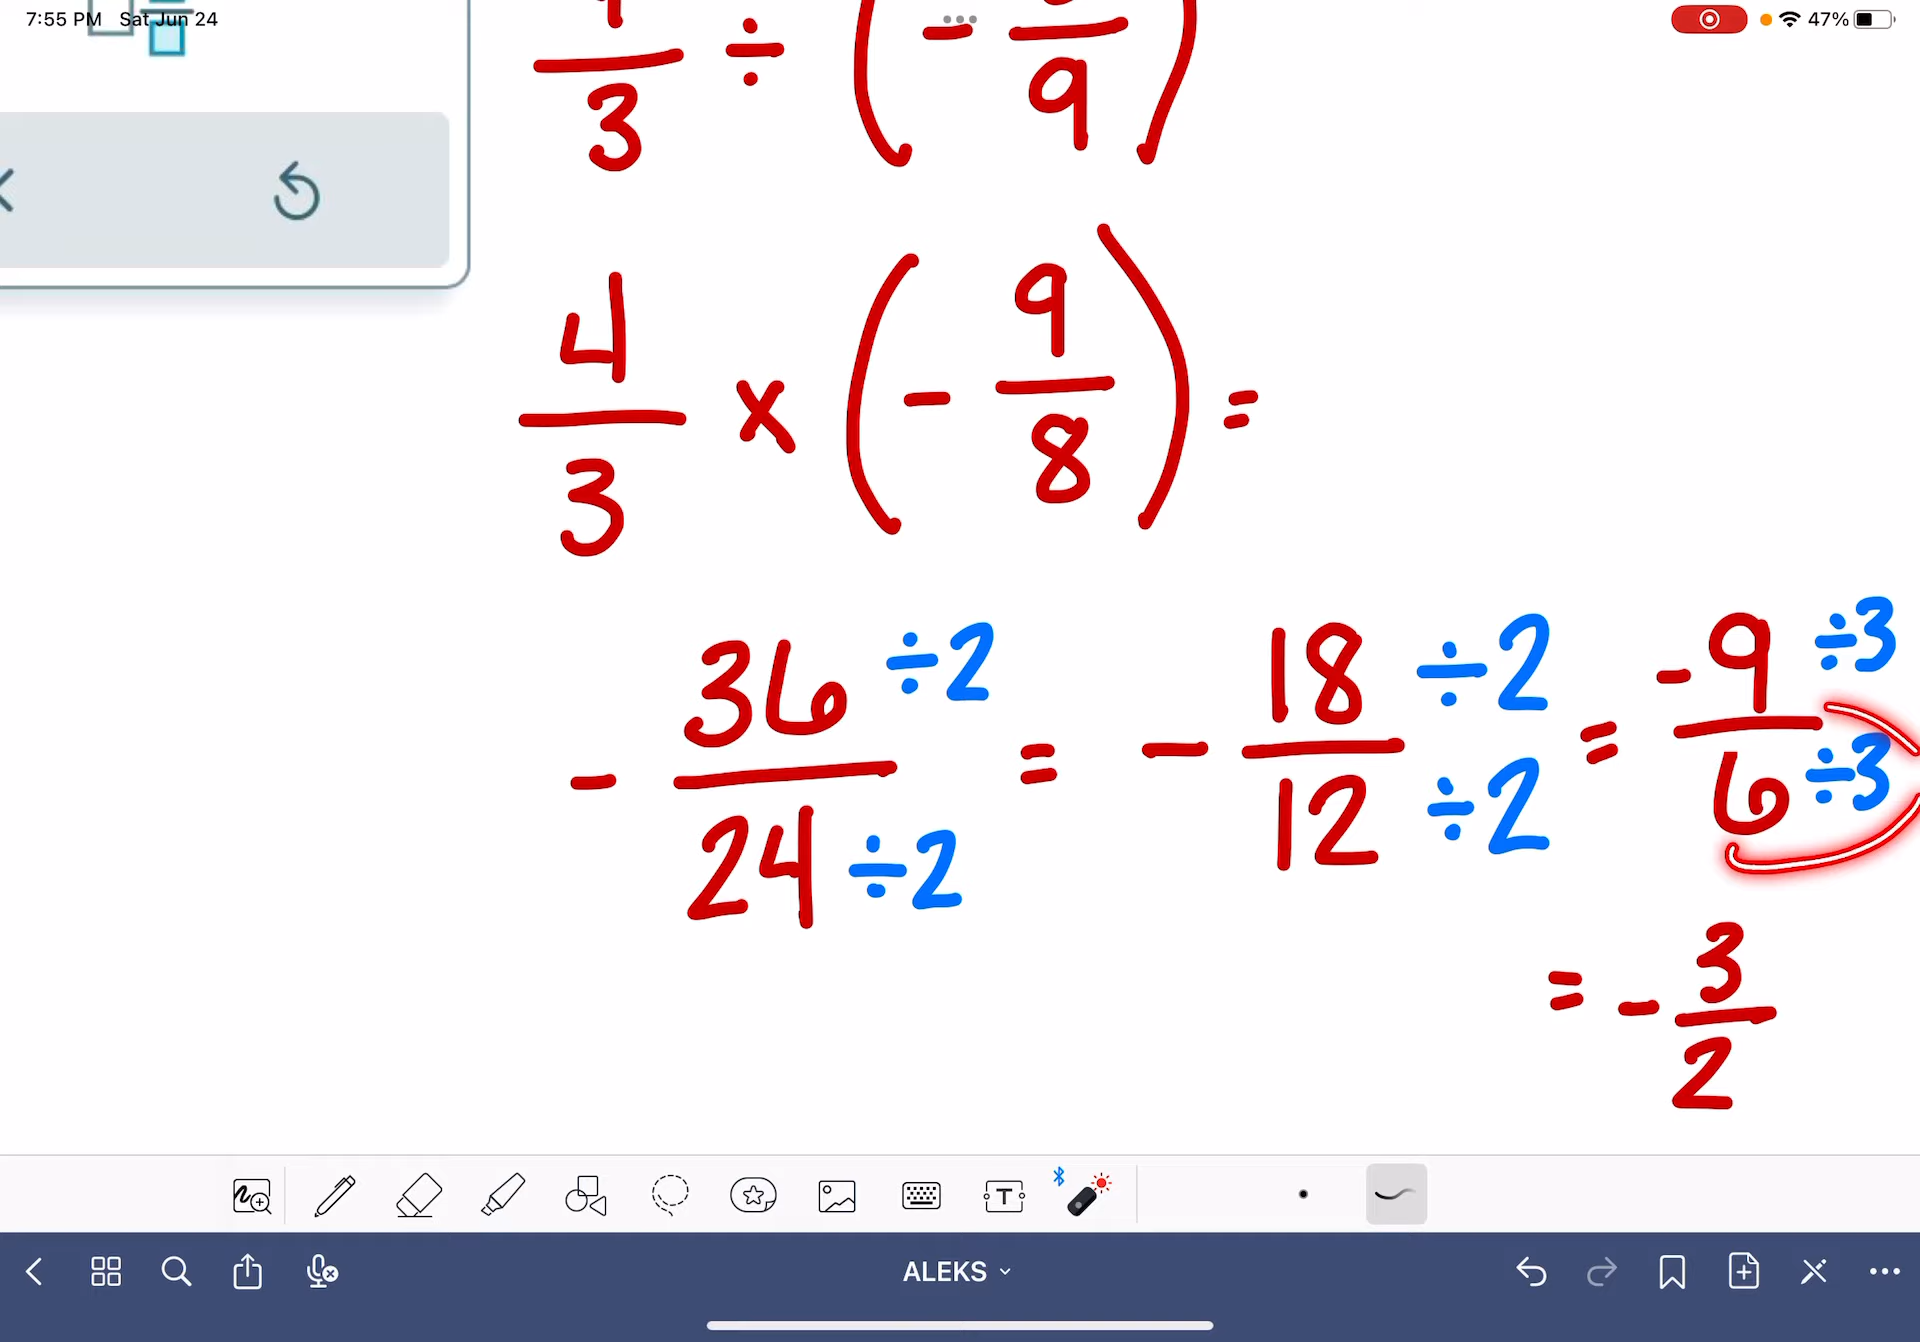 7:55 PM Sat Jun 24
47%
3 ÷ ( - 9 )
4/3 x ( - 9/8 ) =
- 36 ÷2 / 24 ÷2 = - 18 ÷2 / 12 ÷2 = - 9 ÷3 / 6 ÷3
= - 3/2
T
ALEKS